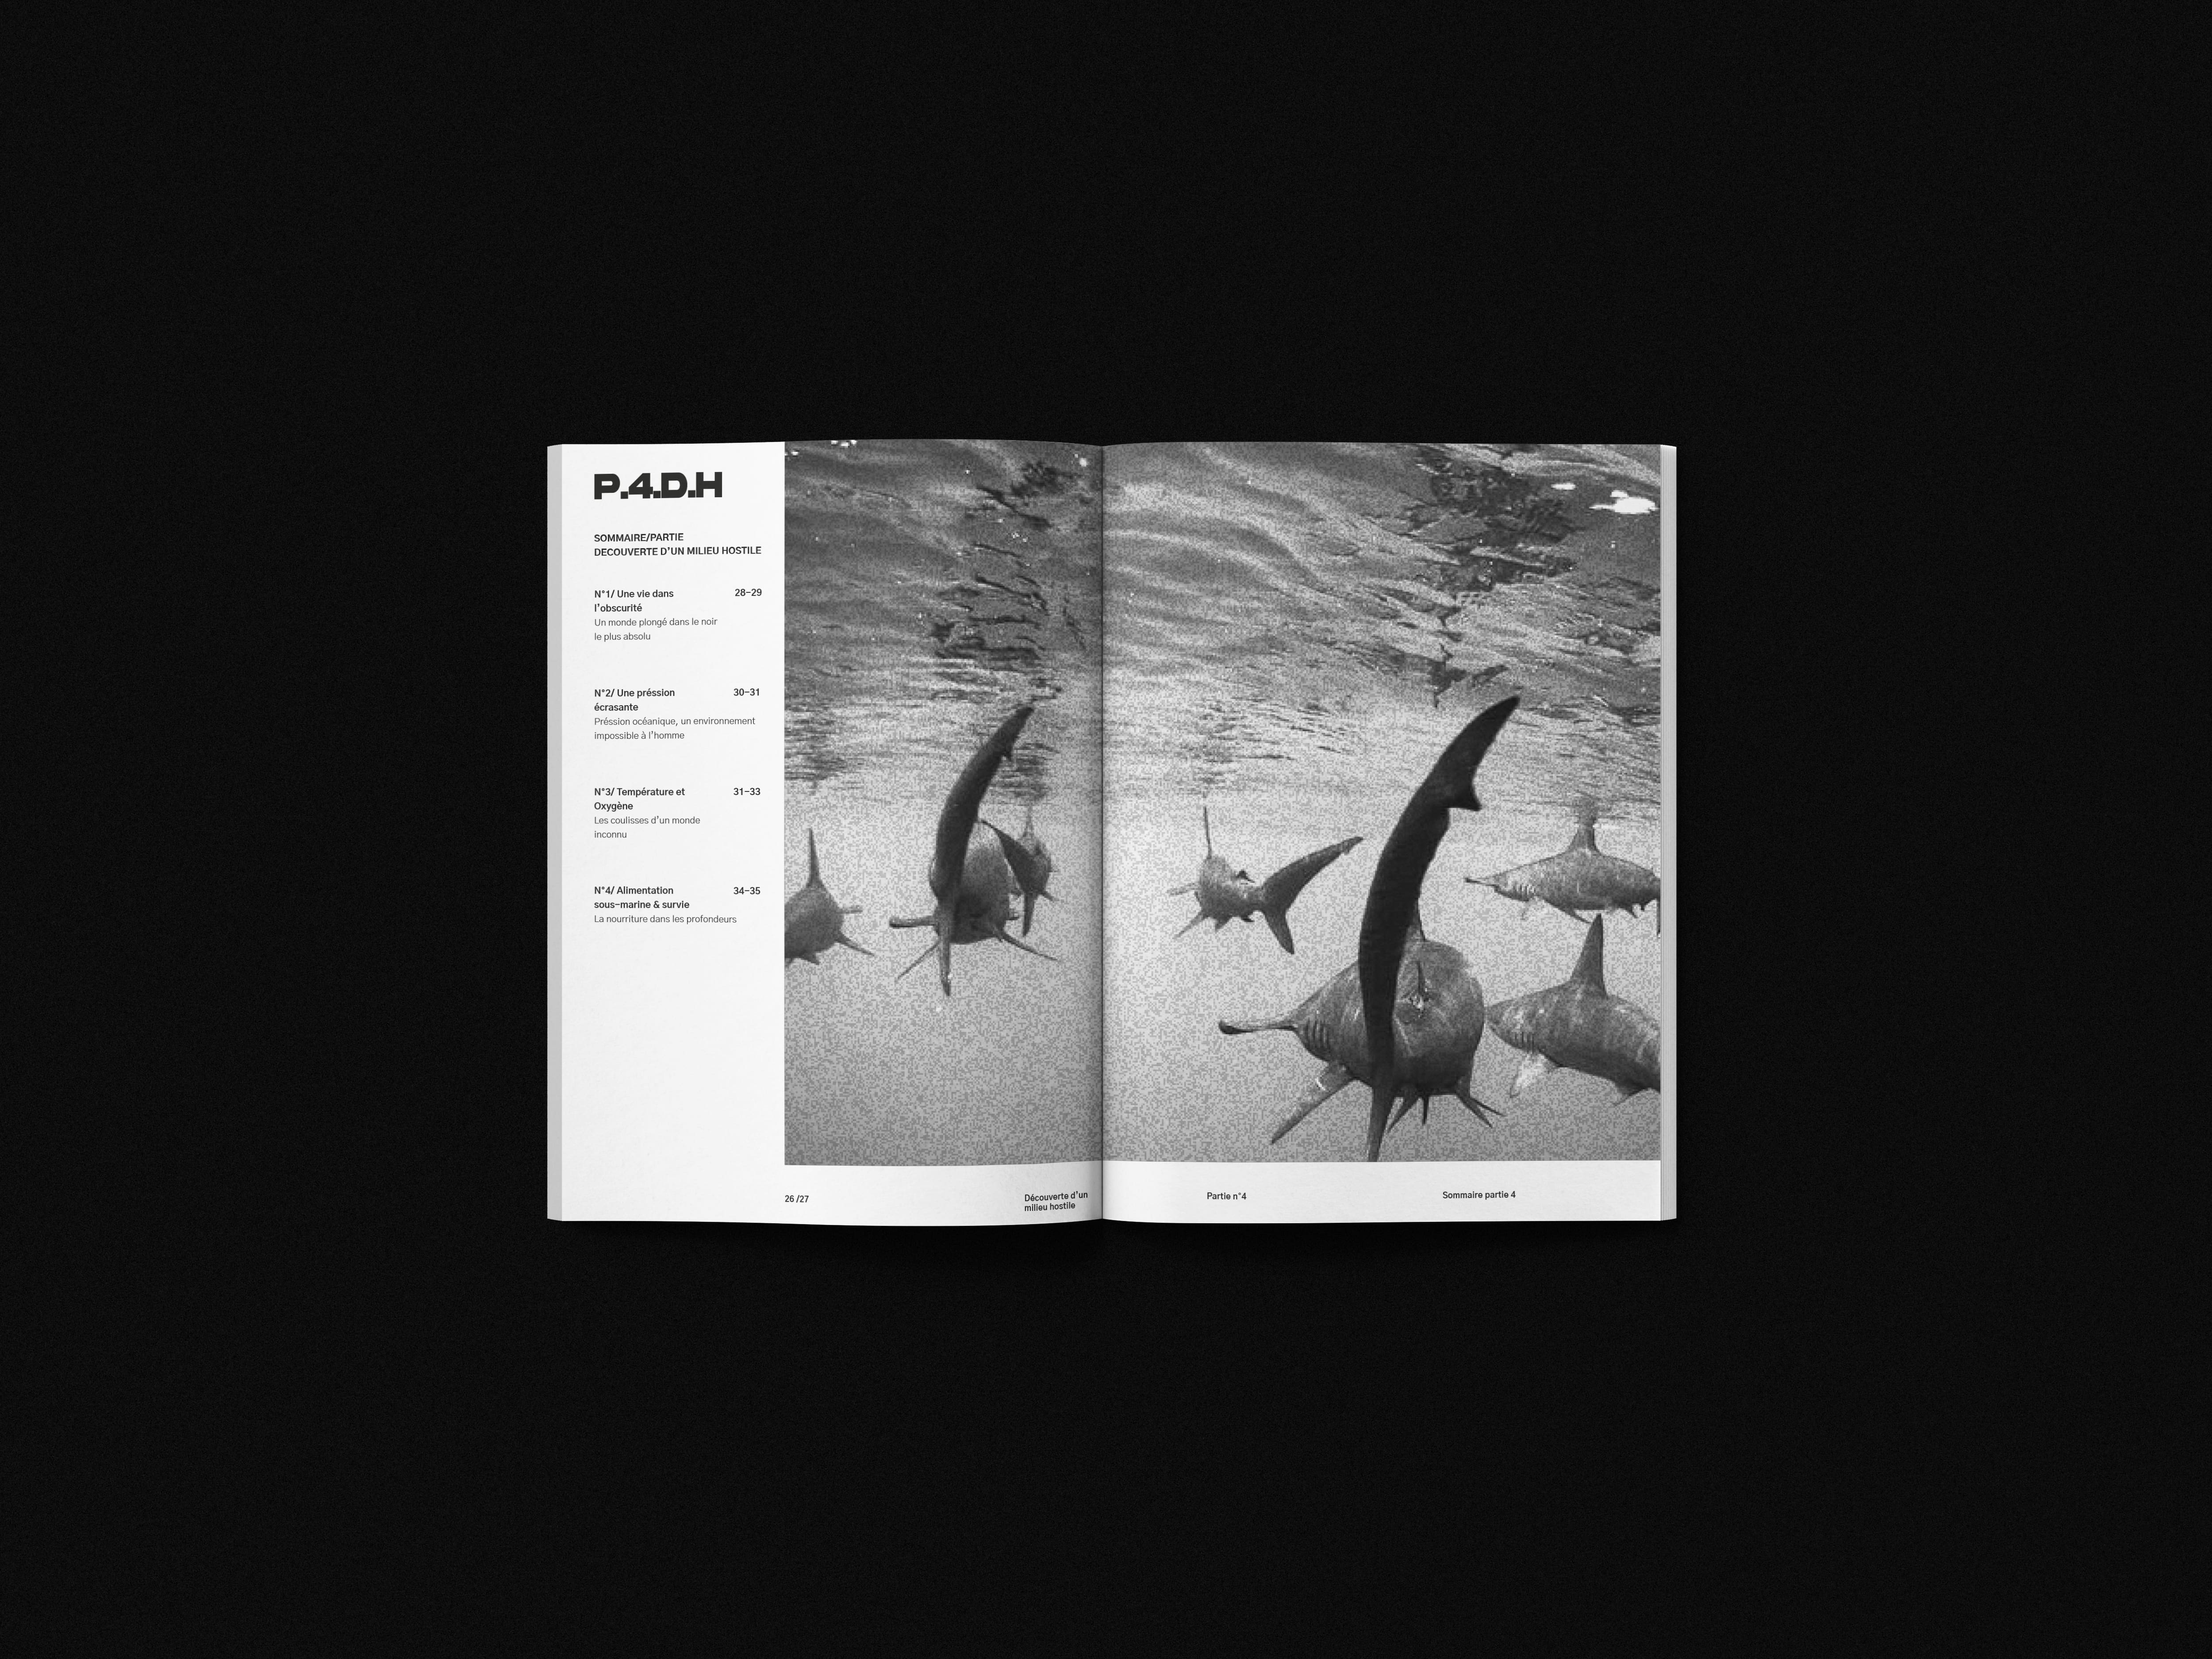 P.4.D.H
SOMMAIRE/PARTIE
DECOUVERTE D'UN MILIEU HOSTILE
N°1/ Une vie dans 28-29
l'obscurité
Un monde plongé dans le noir
le plus absolu
N°2/ Une préssion 30-31
écrasante
Préssion océanique, un environnement
impossible à l'homme
N°3/ Température et 31-33
Oxygène
Les coulisses d'un monde
inconnu
N°4/ Alimentation 34-35
sous-marine & survie
La nourriture dans les profondeurs
26 /27
Découverte d'un
milieu hostile
Partie n°4
Sommaire partie 4